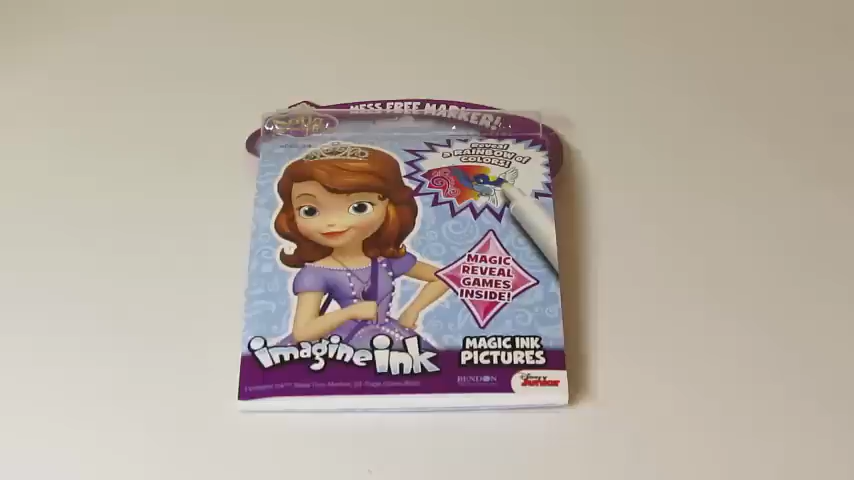 MESS FREE MARKER!
Sofia
Reveal
a RAINBOW of
COLORS!
MAGIC
REVEAL
GAMES
INSIDE!
imagine ink
MAGIC INK
PICTURES
BENDON
Disney
JUNIOR